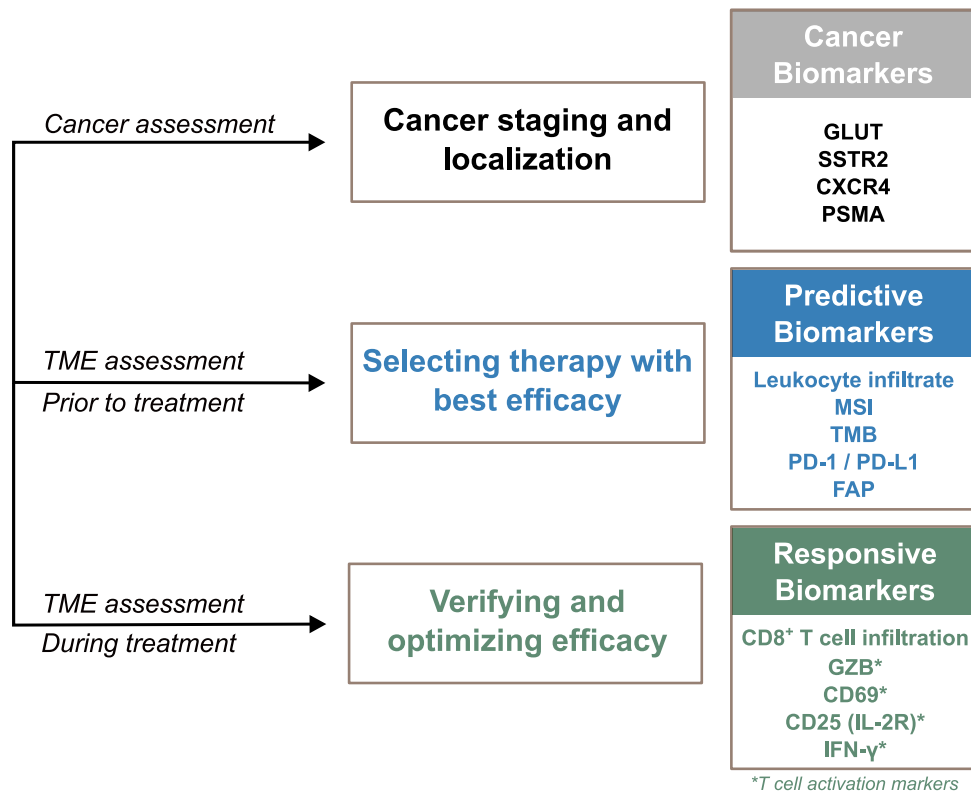 Cancer assessment
Cancer staging and
localization
Cancer
Biomarkers
GLUT
SSTR2
CXCR4
PSMA
TME assessment
Prior to treatment
Selecting therapy with
best efficacy
Predictive
Biomarkers
Leukocyte infiltrate
MSI
TMB
PD-1 / PD-L1
FAP
TME assessment
During treatment
Verifying and
optimizing efficacy
Responsive
Biomarkers
CD8⁺ T cell infiltration
GZB*
CD69*
CD25 (IL-2R)*
IFN-γ*
*T cell activation markers